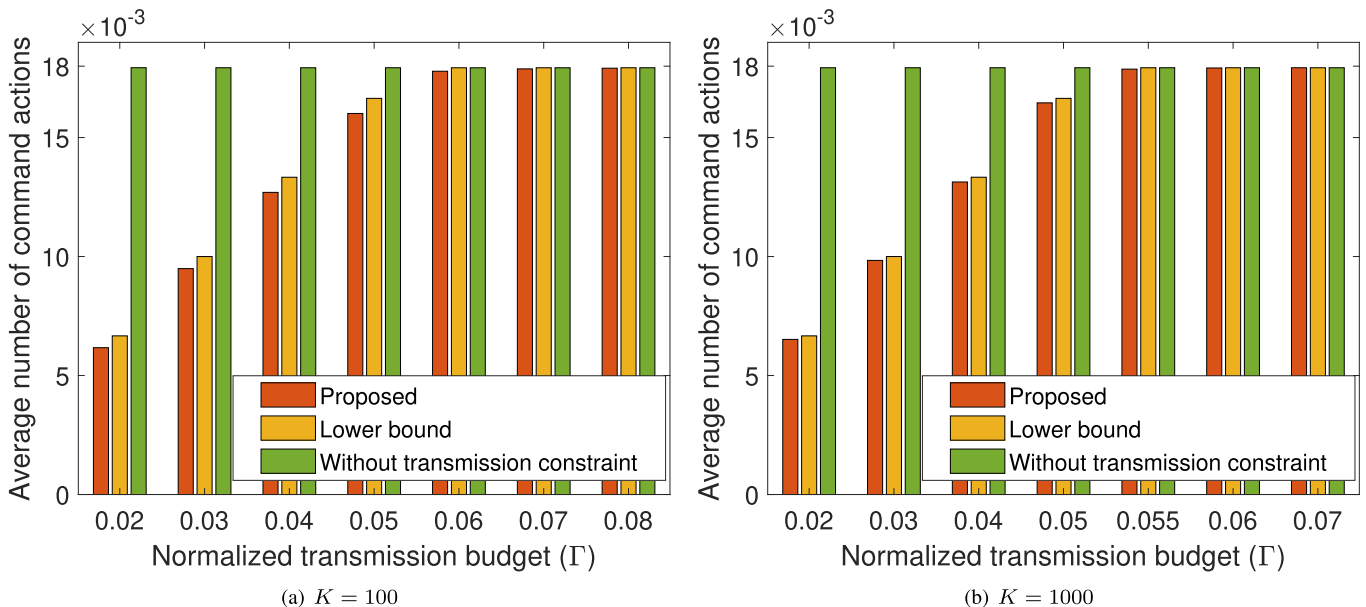 ×10⁻³
18
15
10
5
0
Average number of command actions
Proposed
Lower bound
Without transmission constraint
0.02 0.03 0.04 0.05 0.06 0.07 0.08
Normalized transmission budget (Γ)
(a) K = 100
×10⁻³
18
15
10
5
0
Average number of command actions
Proposed
Lower bound
Without transmission constraint
0.02 0.03 0.04 0.05 0.055 0.06 0.07
Normalized transmission budget (Γ)
(b) K = 1000